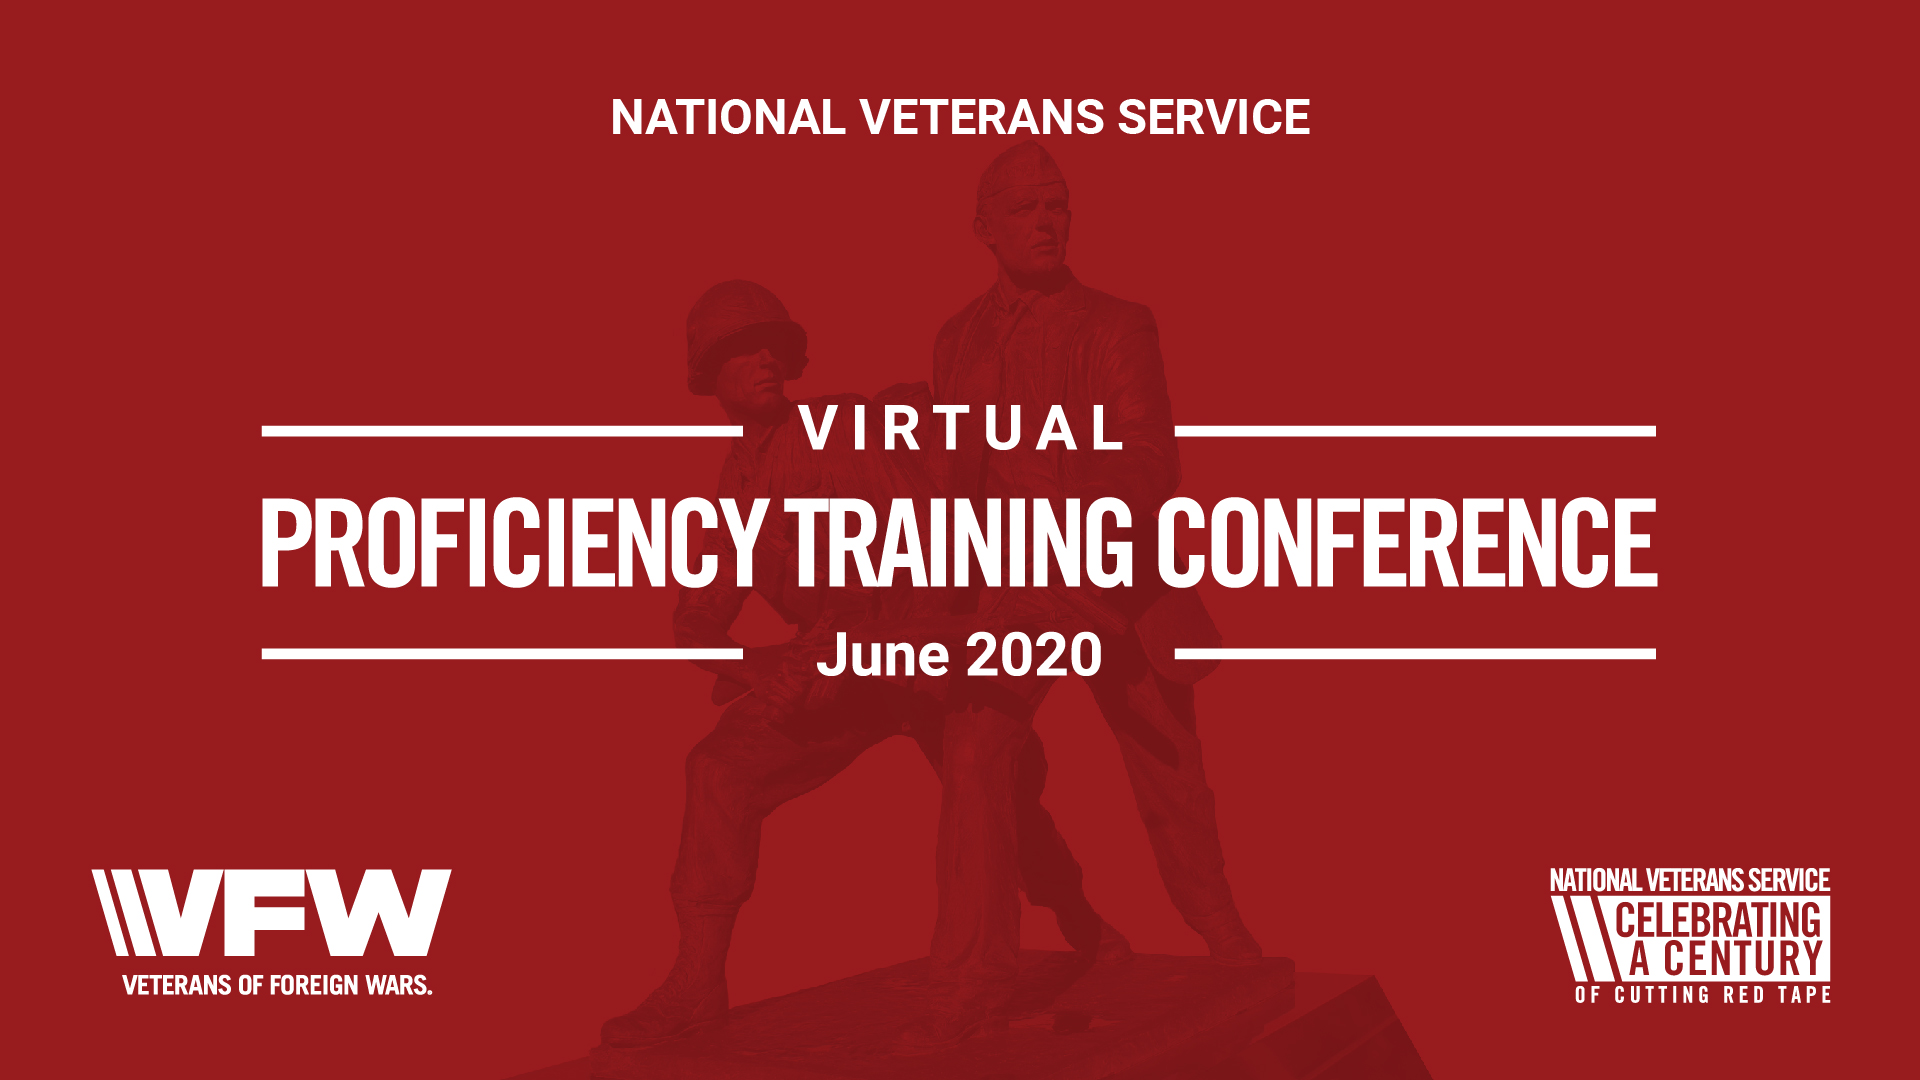 NATIONAL VETERANS SERVICE
VIRTUAL
PROFICIENCY TRAINING CONFERENCE
June 2020
VFW
VETERANS OF FOREIGN WARS.
NATIONAL VETERANS SERVICE
CELEBRATING
A CENTURY
OF CUTTING RED TAPE